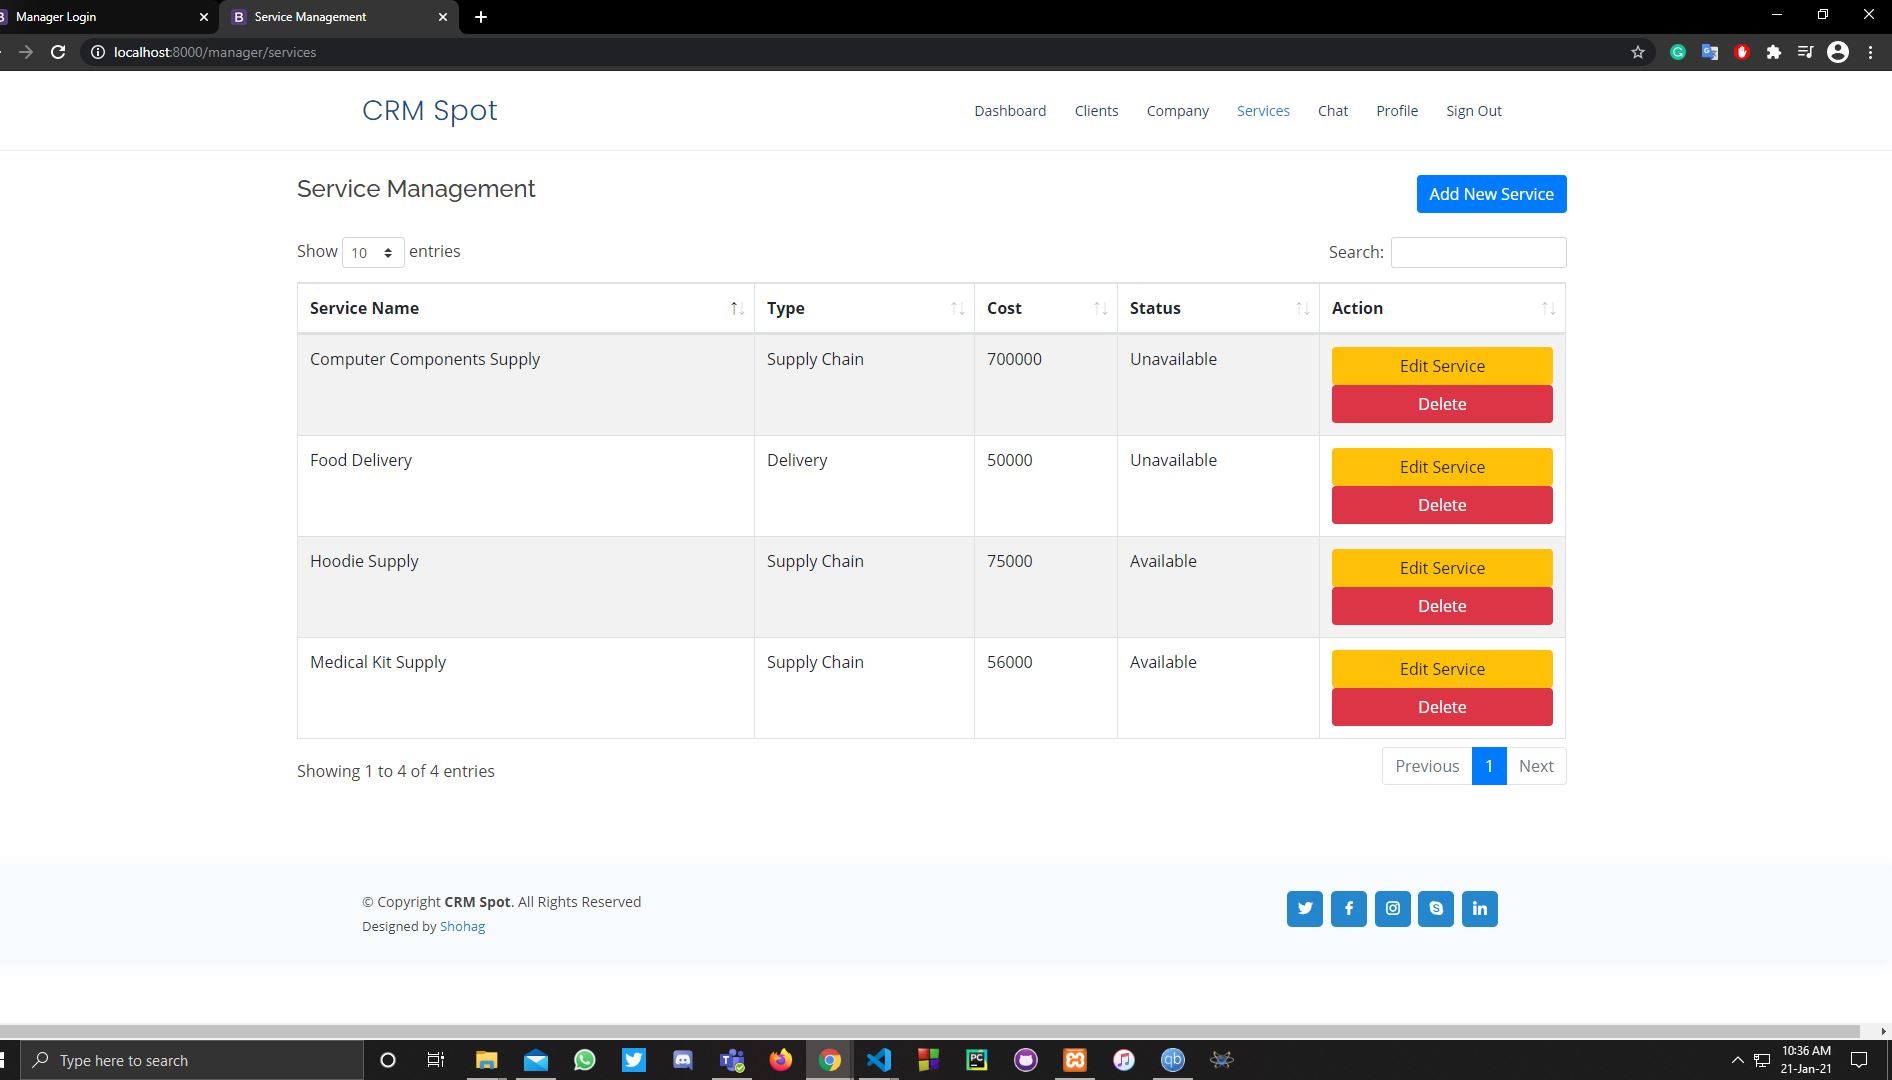 Manager Login
Service Management
localhost:8000/manager/services
CRM Spot
Dashboard Clients Company Services Chat Profile Sign Out
Service Management
Add New Service
Show 10 entries
Search:
Service Name Type Cost Status Action
Computer Components Supply Supply Chain 700000 Unavailable Edit Service
Delete
Food Delivery Delivery 50000 Unavailable Edit Service
Delete
Hoodie Supply Supply Chain 75000 Available Edit Service
Delete
Medical Kit Supply Supply Chain 56000 Available Edit Service
Delete
Showing 1 to 4 of 4 entries
Previous 1 Next
© Copyright CRM Spot. All Rights Reserved
Designed by Shohag
Type here to search
10:36 AM
21-Jan-21